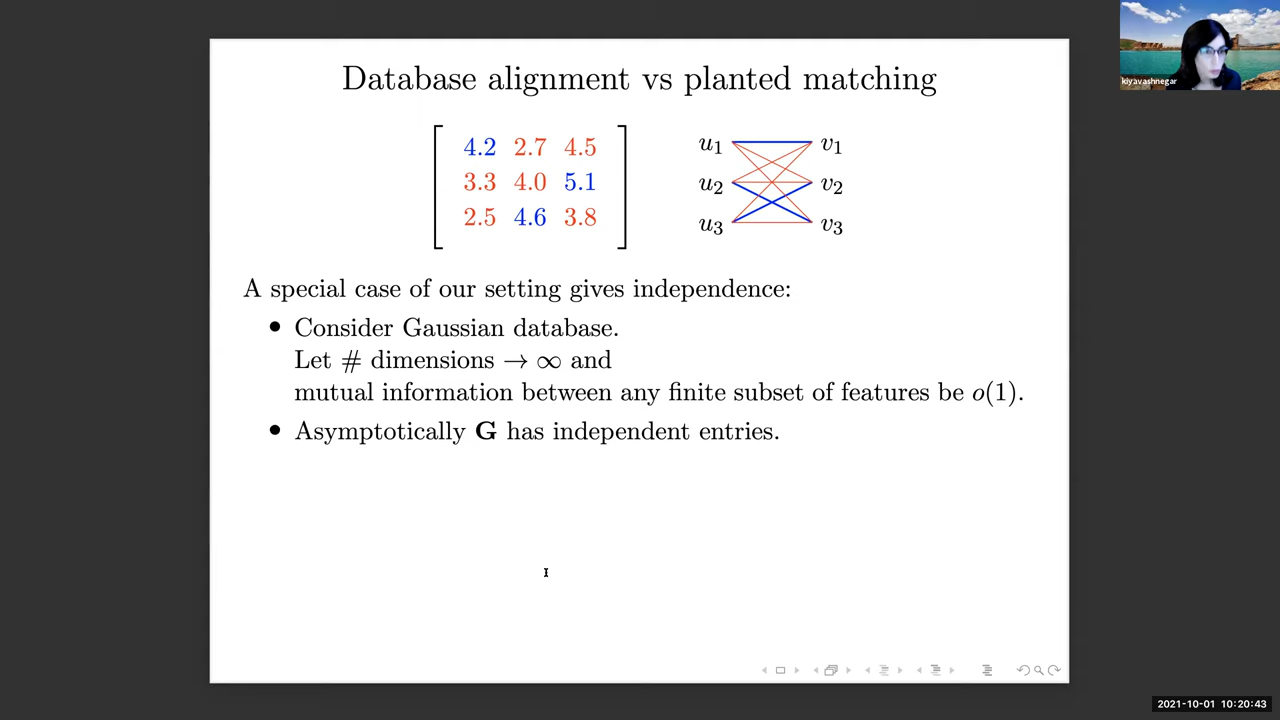 Database alignment vs planted matching
4.2 2.7 4.5
3.3 4.0 5.1
2.5 4.6 3.8
u1 v1
u2 v2
u3 v3
A special case of our setting gives independence:
• Consider Gaussian database.
Let # dimensions → ∞ and
mutual information between any finite subset of features be o(1).
• Asymptotically G has independent entries.
kiyavashnegar
2021-10-01 10:20:43